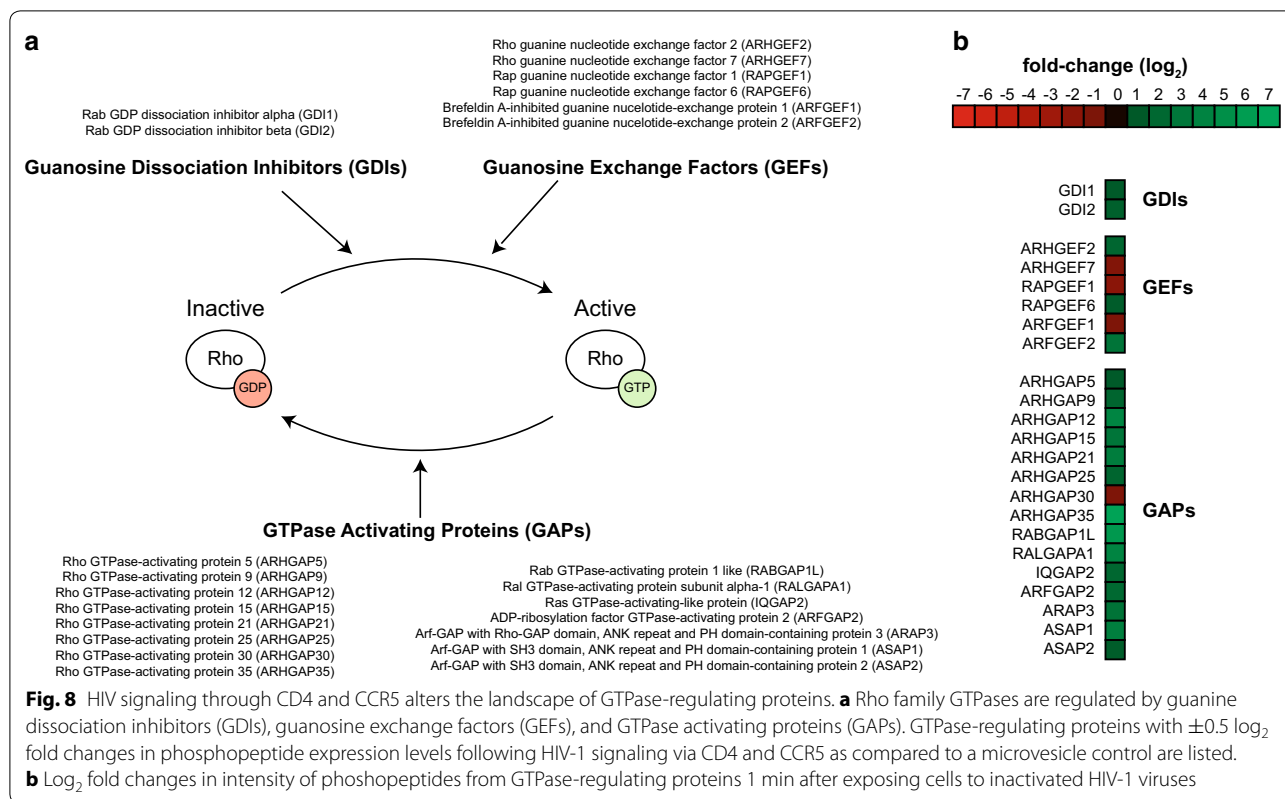 a
Rab GDP dissociation inhibitor alpha (GDI1)
Rab GDP dissociation inhibitor beta (GDI2)
Guanosine Dissociation Inhibitors (GDIs)
Rho guanine nucleotide exchange factor 2 (ARHGEF2)
Rho guanine nucleotide exchange factor 7 (ARHGEF7)
Rap guanine nucleotide exchange factor 1 (RAPGEF1)
Rap guanine nucleotide exchange factor 6 (RAPGEF6)
Brefeldin A-inhibited guanine nucelotide-exchange protein 1 (ARFGEF1)
Brefeldin A-inhibited guanine nucelotide-exchange protein 2 (ARFGEF2)
Guanosine Exchange Factors (GEFs)
Inactive
Rho
GDP
Active
Rho
GTP
GTPase Activating Proteins (GAPs)
Rho GTPase-activating protein 5 (ARHGAP5)
Rho GTPase-activating protein 9 (ARHGAP9)
Rho GTPase-activating protein 12 (ARHGAP12)
Rho GTPase-activating protein 15 (ARHGAP15)
Rho GTPase-activating protein 21 (ARHGAP21)
Rho GTPase-activating protein 25 (ARHGAP25)
Rho GTPase-activating protein 30 (ARHGAP30)
Rho GTPase-activating protein 35 (ARHGAP35)
Rab GTPase-activating protein 1 like (RABGAP1L)
Ral GTPase-activating protein subunit alpha-1 (RALGAPA1)
Ras GTPase-activating-like protein (IQGAP2)
ADP-ribosylation factor GTPase-activating protein 2 (ARFGAP2)
Arf-GAP with Rho-GAP domain, ANK repeat and PH domain-containing protein 3 (ARAP3)
Arf-GAP with SH3 domain, ANK repeat and PH domain-containing protein 1 (ASAP1)
Arf-GAP with SH3 domain, ANK repeat and PH domain-containing protein 2 (ASAP2)
b
fold-change (log2)
-7 -6 -5 -4 -3 -2 -1 0 1 2 3 4 5 6 7
GDI1
GDI2
GDIs
ARHGEF2
ARHGEF7
RAPGEF1
RAPGEF6
ARFGEF1
ARFGEF2
GEFs
ARHGAP5
ARHGAP9
ARHGAP12
ARHGAP15
ARHGAP21
ARHGAP25
ARHGAP30
ARHGAP35
RABGAP1L
RALGAPA1
IQGAP2
ARFGAP2
ARAP3
ASAP1
ASAP2
GAPs
Fig. 8 HIV signaling through CD4 and CCR5 alters the landscape of GTPase-regulating proteins. a Rho family GTPases are regulated by guanine
dissociation inhibitors (GDIs), guanosine exchange factors (GEFs), and GTPase activating proteins (GAPs). GTPase-regulating proteins with ±0.5 log2
fold changes in phosphopeptide expression levels following HIV-1 signaling via CD4 and CCR5 as compared to a microvesicle control are listed.
b Log2 fold changes in intensity of phoshopeptides from GTPase-regulating proteins 1 min after exposing cells to inactivated HIV-1 viruses